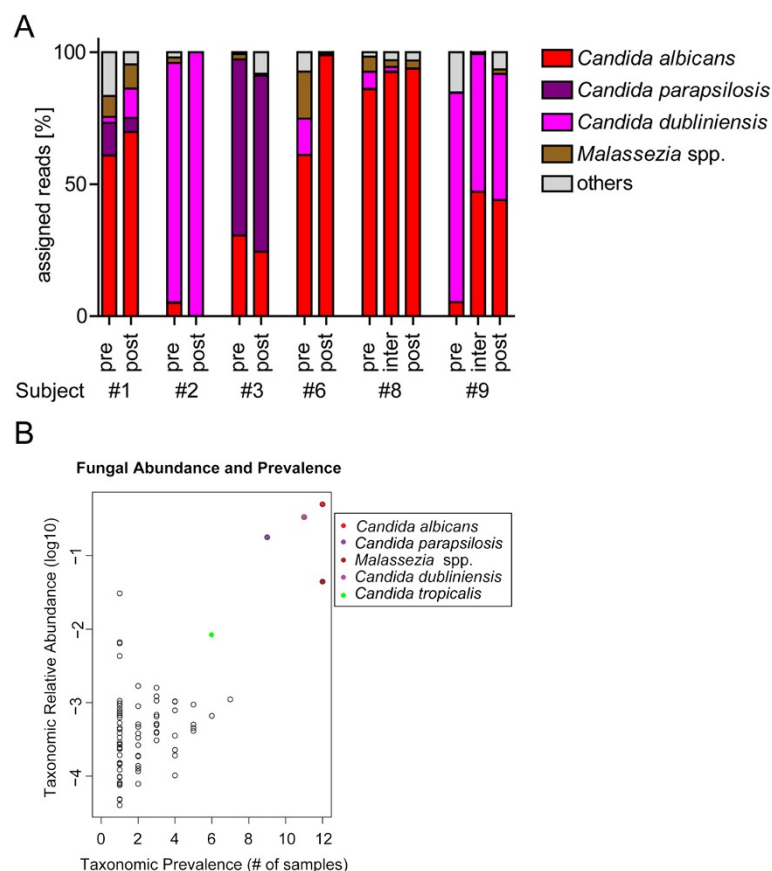 A
100
50
0
assigned reads [%]
Candida albicans
Candida parapsilosis
Candida dubliniensis
Malassezia spp.
others
pre
post
pre
post
pre
post
pre
post
pre
inter
post
pre
inter
post
Subject #1 #2 #3 #6 #8 #9
B
Fungal Abundance and Prevalence
Taxonomic Relative Abundance (log10)
-1
-2
-3
-4
Candida albicans
Candida parapsilosis
Malassezia spp.
Candida dubliniensis
Candida tropicalis
0 2 4 6 8 10 12
Taxonomic Prevalence (# of samples)